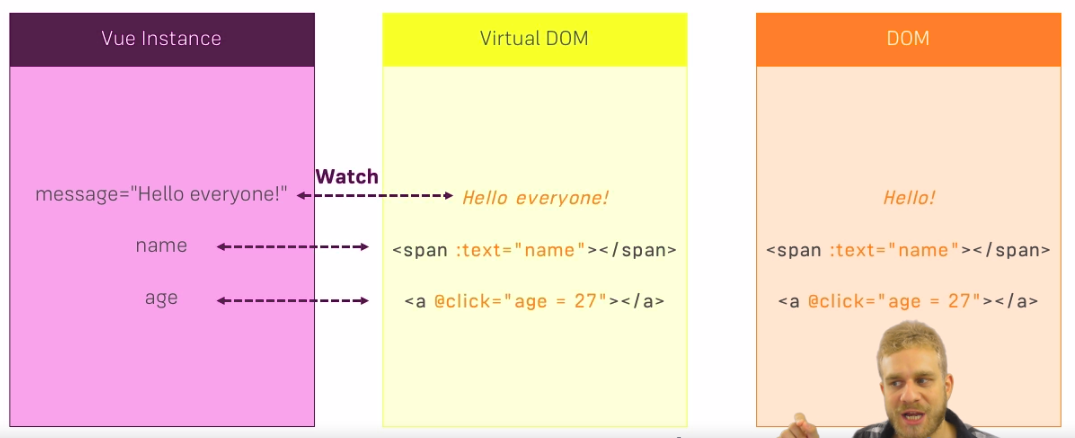 Vue Instance
Virtual DOM
DOM
Watch
message="Hello everyone!"
Hello everyone!
Hello!
name
<span :text="name"></span>
<span :text="name"></span>
age
<a @click="age = 27"></a>
<a @click="age = 27"></a>